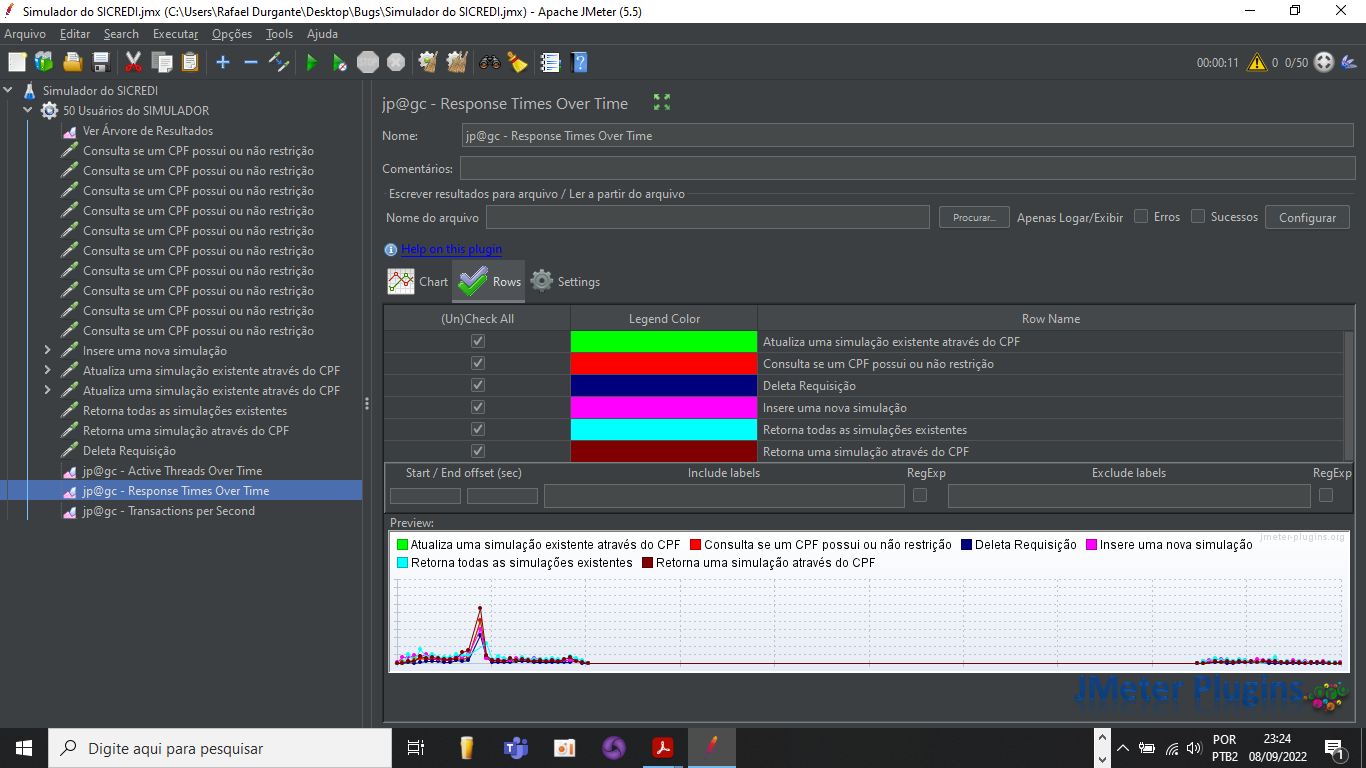 Simulador do SICREDI.jmx (C:\Users\Rafael Durgante\Desktop\Bugs\Simulador do SICREDI.jmx) - Apache JMeter (5.5)
Arquivo Editar Search Executar Opções Tools Ajuda
STOP 00:00:11 0 0/50
Simulador do SICREDI
50 Usuários do SIMULADOR
Ver Árvore de Resultados
Consulta se um CPF possui ou não restrição
Consulta se um CPF possui ou não restrição
Consulta se um CPF possui ou não restrição
Consulta se um CPF possui ou não restrição
Consulta se um CPF possui ou não restrição
Consulta se um CPF possui ou não restrição
Consulta se um CPF possui ou não restrição
Consulta se um CPF possui ou não restrição
Consulta se um CPF possui ou não restrição
Consulta se um CPF possui ou não restrição
Insere uma nova simulação
Atualiza uma simulação existente através do CPF
Atualiza uma simulação existente através do CPF
Retorna todas as simulações existentes
Retorna uma simulação através do CPF
Deleta Requisição
jp@gc - Active Threads Over Time
jp@gc - Response Times Over Time
jp@gc - Transactions per Second
jp@gc - Response Times Over Time
Nome: jp@gc - Response Times Over Time
Comentários:
Escrever resultados para arquivo / Ler a partir do arquivo
Nome do arquivo Procurar... Apenas Logar/Exibir Erros Sucessos Configurar
Help on this plugin
Chart Rows Settings
(Un)Check All Legend Color Row Name
Atualiza uma simulação existente através do CPF
Consulta se um CPF possui ou não restrição
Deleta Requisição
Insere uma nova simulação
Retorna todas as simulações existentes
Retorna uma simulação através do CPF
Start / End offset (sec) Include labels RegExp Exclude labels RegExp
Preview:
jmeter-plugins.org
Atualiza uma simulação existente através do CPF Consulta se um CPF possui ou não restrição Deleta Requisição Insere uma nova simulação
Retorna todas as simulações existentes Retorna uma simulação através do CPF
JMeter Plugins
Digite aqui para pesquisar
POR 23:24
PTB2 08/09/2022 1